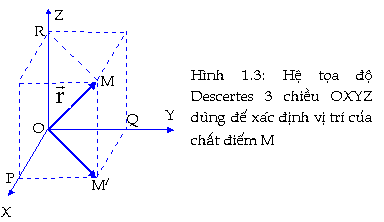 Z
R
M
r
Y
O
Q
P
M'
X
Hình 1.3: Hệ tọa độ
Descertes 3 chiều OXYZ
dùng để xác định vị trí của
chất điểm M